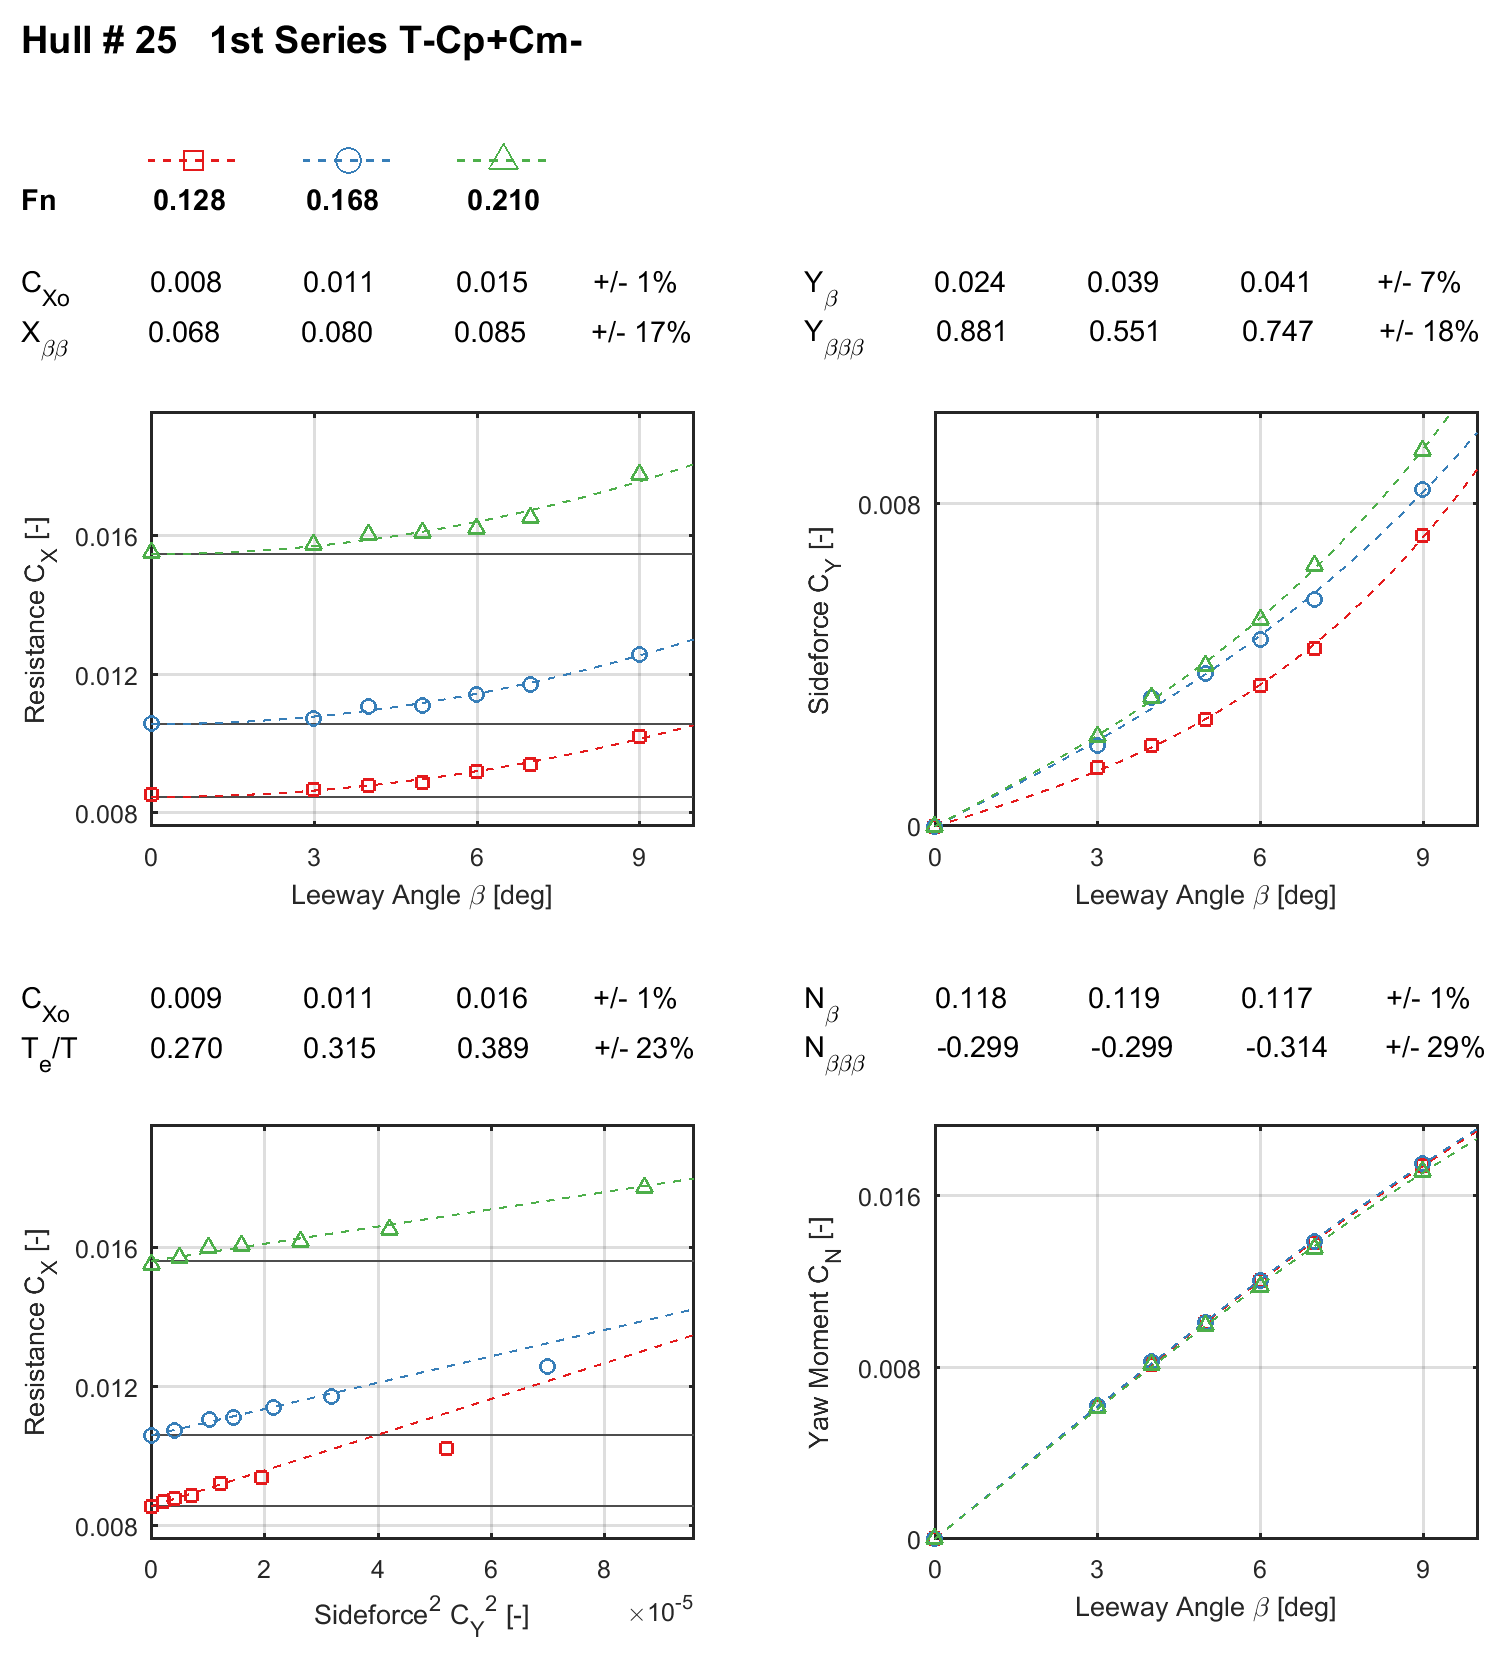 Hull # 25   1st Series T-Cp+Cm-
Fn 0.128 0.168 0.210
C_Xo 0.008 0.011 0.015 +/- 1%
X_ββ 0.068 0.080 0.085 +/- 17%
Y_β 0.024 0.039 0.041 +/- 7%
Y_βββ 0.881 0.551 0.747 +/- 18%
Resistance C_X [-]
0.016
0.012
0.008
0 3 6 9
Leeway Angle β [deg]
Sideforce C_Y [-]
0.008
0
0 3 6 9
Leeway Angle β [deg]
C_Xo 0.009 0.011 0.016 +/- 1%
T_e/T 0.270 0.315 0.389 +/- 23%
N_β 0.118 0.119 0.117 +/- 1%
N_βββ -0.299 -0.299 -0.314 +/- 29%
Resistance C_X [-]
0.016
0.012
0.008
0 2 4 6 8
Sideforce² C_Y² [-] ×10⁻⁵
Yaw Moment C_N [-]
0.016
0.008
0
0 3 6 9
Leeway Angle β [deg]